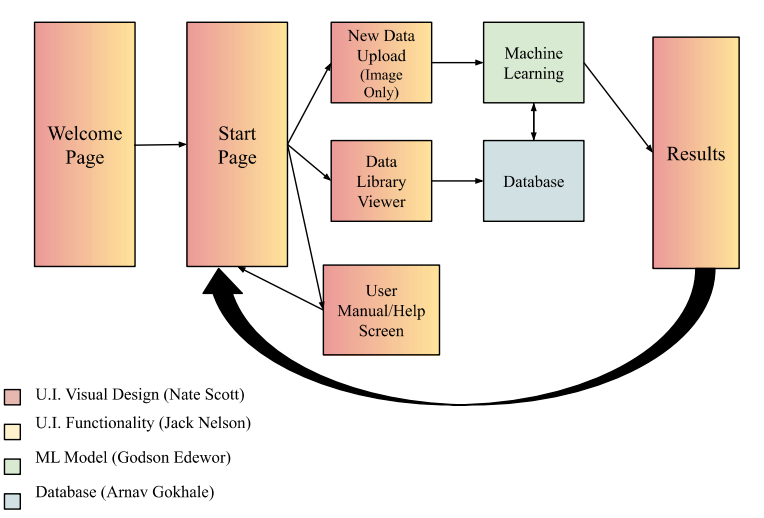 Welcome
Page
Start
Page
New Data
Upload
(Image
Only)
Machine
Learning
Data
Library
Viewer
Database
User
Manual/Help
Screen
Results
U.I. Visual Design (Nate Scott)
U.I. Functionality (Jack Nelson)
ML Model (Godson Edewor)
Database (Arnav Gokhale)